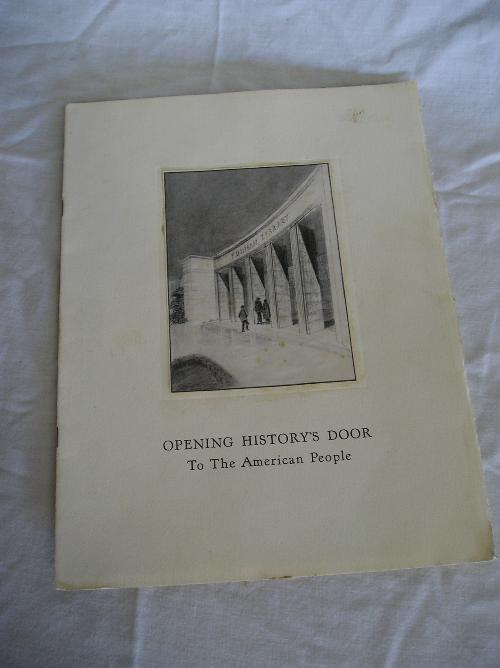 TRUMAN LIBRARY
OPENING HISTORY'S DOOR
To The American People